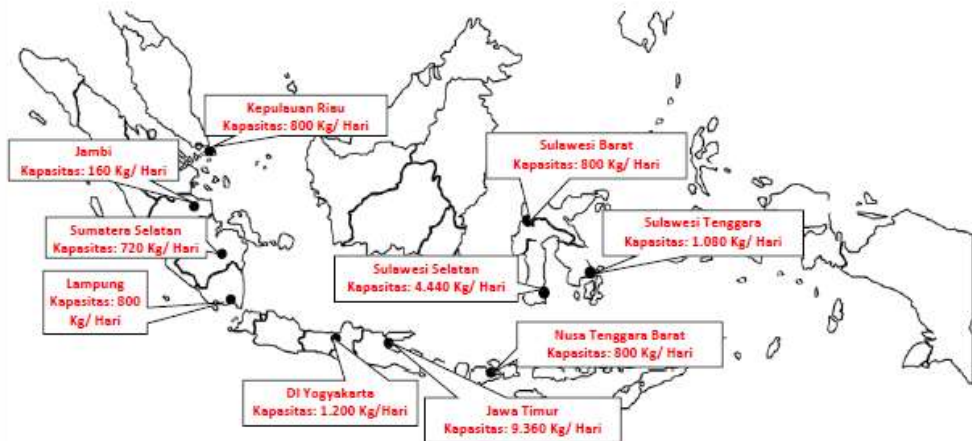 Kepulauan Riau
Kapasitas: 800 Kg/ Hari
Jambi
Kapasitas: 160 Kg/ Hari
Sulawesi Barat
Kapasitas: 800 Kg/ Hari
Sumatera Selatan
Kapasitas: 720 Kg/ Hari
Sulawesi Tenggara
Kapasitas: 1.080 Kg/ Hari
Sulawesi Selatan
Kapasitas: 4.440 Kg/ Hari
Lampung
Kapasitas: 800
Kg/ Hari
Nusa Tenggara Barat
Kapasitas: 800 Kg/ Hari
DI Yogyakarta
Kapasitas: 1.200 Kg/Hari
Jawa Timur
Kapasitas: 9.360 Kg/ Hari